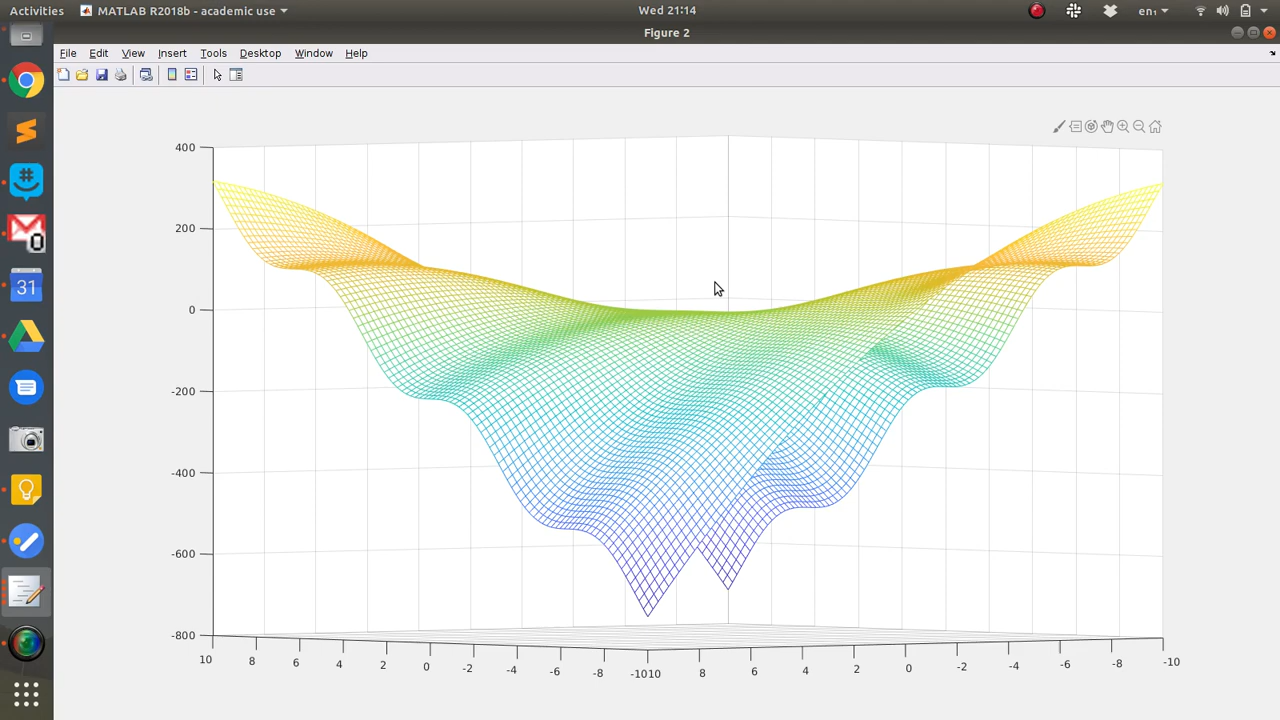 Activities MATLAB R2018b - academic use Wed 21:14 en₁
Figure 2
File Edit View Insert Tools Desktop Window Help
400
200
0
-200
-400
-600
-800
10 8 6 4 2 0 -2 -4 -6 -8 -1010 8 6 4 2 0 -2 -4 -6 -8 -10
#
0
31